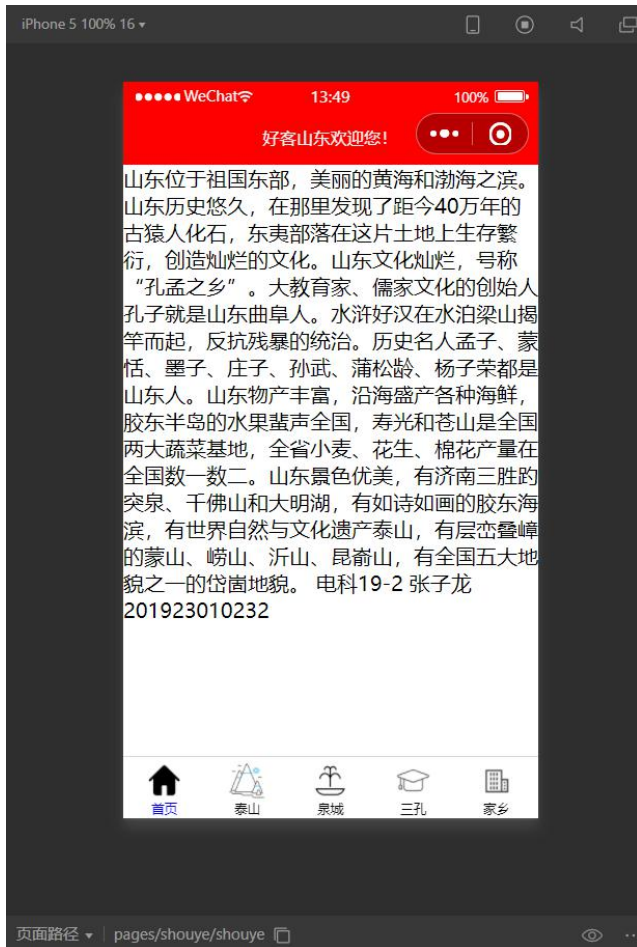 iPhone 5 100% 16
WeChat
13:49
100%
好客山东欢迎您!
山东位于祖国东部，美丽的黄海和渤海之滨。
山东历史悠久，在那里发现了距今40万年的
古猿人化石，东夷部落在这片土地上生存繁
衍，创造灿烂的文化。山东文化灿烂，号称
“孔孟之乡”。大教育家、儒家文化的创始人
孔子就是山东曲阜人。水浒好汉在水泊梁山揭
竿而起，反抗残暴的统治。历史名人孟子、蒙
恬、墨子、庄子、孙武、蒲松龄、杨子荣都是
山东人。山东物产丰富，沿海盛产各种海鲜，
胶东半岛的水果蜚声全国，寿光和苍山是全国
两大蔬菜基地，全省小麦、花生、棉花产量在
全国数一数二。山东景色优美，有济南三胜趵
突泉、千佛山和大明湖，有如诗如画的胶东海
滨，有世界自然与文化遗产泰山，有层峦叠嶂
的蒙山、崂山、沂山、昆嵛山，有全国五大地
貌之一的岱崮地貌。 电科19-2 张子龙
201923010232
首页
泰山
泉城
三孔
家乡
页面路径
pages/shouye/shouye